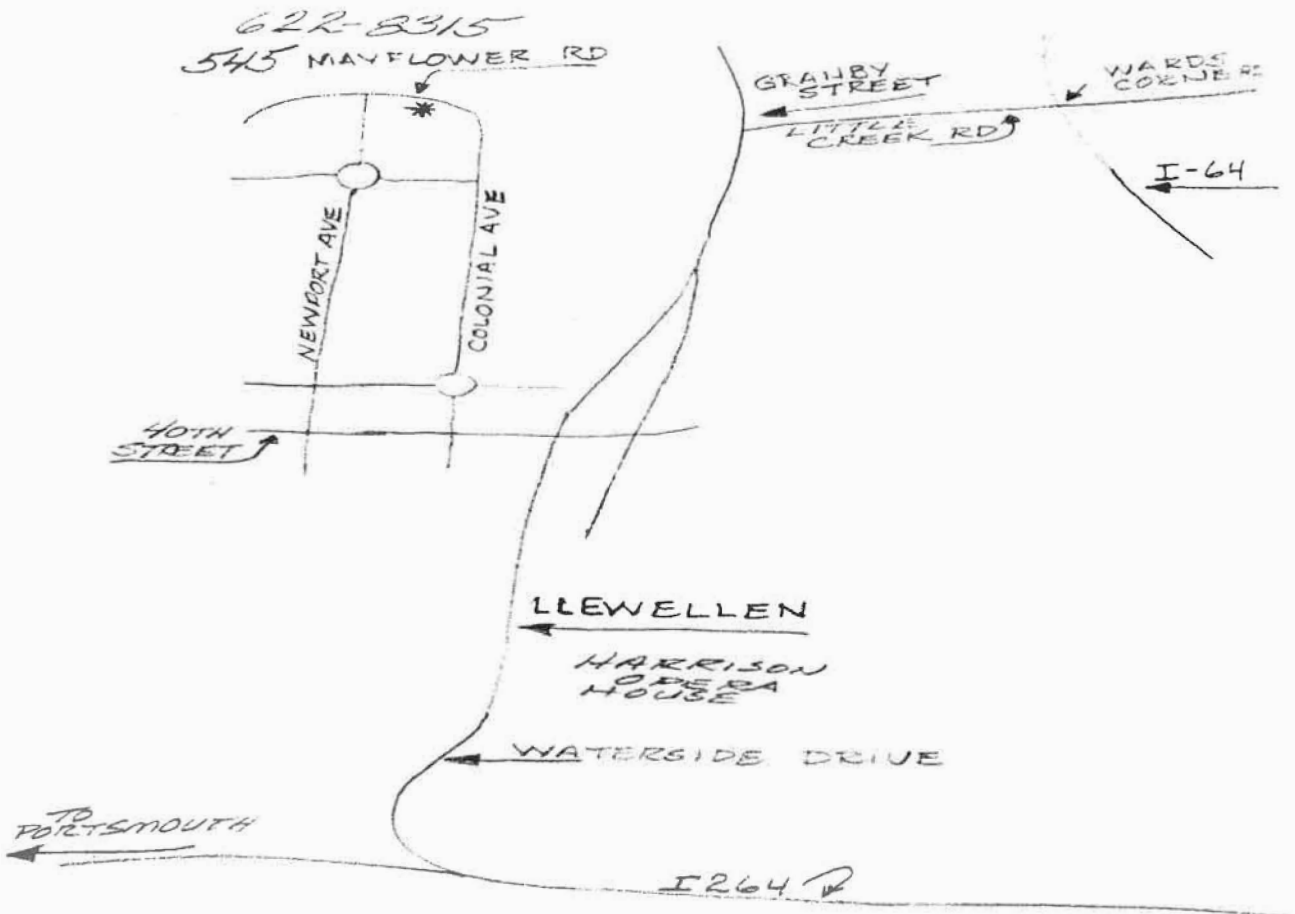 622-8315
545 MAYFLOWER RD
GRANBY
STREET
WARDS
CORNER
LITTLE
CREEK RD
I-64
NEWPORT AVE
COLONIAL AVE
40TH
STREET
LLEWELLEN
HARRISON
OPERA
HOUSE
WATERSIDE DRIVE
TO
PORTSMOUTH
I264